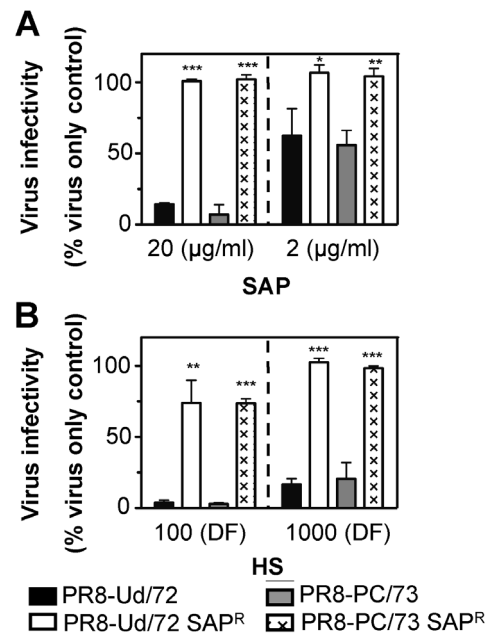 A
Virus infectivity
(% virus only control)
100
50
0
*** *** * **
20 (µg/ml) 2 (µg/ml)
SAP
B
Virus infectivity
(% virus only control)
100
50
0
** *** *** ***
100 (DF) 1000 (DF)
HS
PR8-Ud/72 PR8-PC/73
PR8-Ud/72 SAPᴿ PR8-PC/73 SAPᴿ